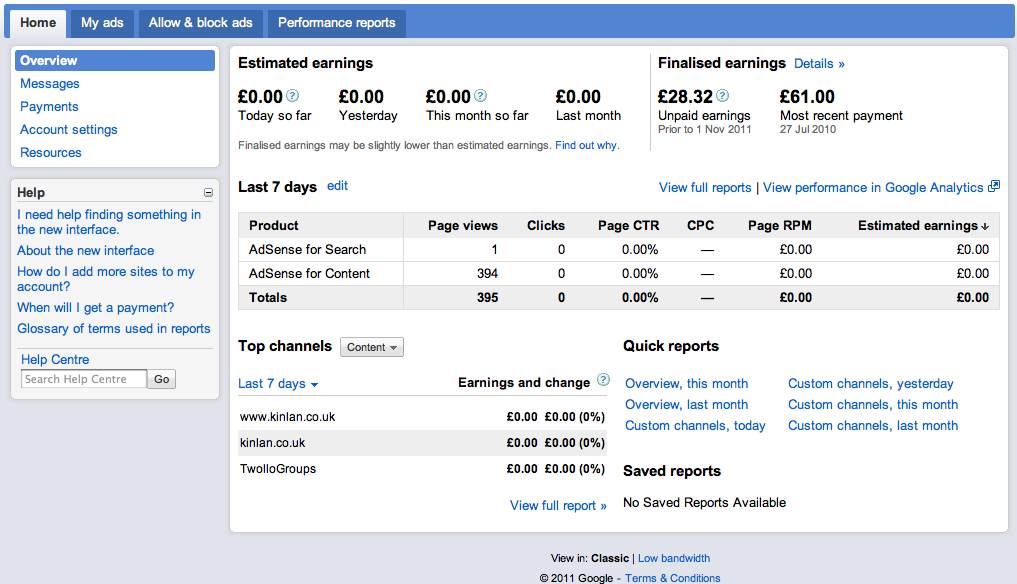 Home My ads Allow & block ads Performance reports
Overview
Messages
Payments
Account settings
Resources
Help
I need help finding something in
the new interface.
About the new interface
How do I add more sites to my
account?
When will I get a payment?
Glossary of terms used in reports
Help Centre
Search Help Centre Go
Estimated earnings
£0.00 ? £0.00 £0.00 ? £0.00
Today so far Yesterday This month so far Last month
Finalised earnings may be slightly lower than estimated earnings. Find out why.
Finalised earnings Details »
£28.32 ? £61.00
Unpaid earnings Most recent payment
Prior to 1 Nov 2011 27 Jul 2010
Last 7 days edit
View full reports | View performance in Google Analytics
Product Page views Clicks Page CTR CPC Page RPM Estimated earnings ↓
AdSense for Search 1 0 0.00% — £0.00 £0.00
AdSense for Content 394 0 0.00% — £0.00 £0.00
Totals 395 0 0.00% — £0.00 £0.00
Top channels Content
Last 7 days Earnings and change ?
www.kinlan.co.uk £0.00 £0.00 (0%)
kinlan.co.uk £0.00 £0.00 (0%)
TwolloGroups £0.00 £0.00 (0%)
View full report »
Quick reports
Overview, this month Custom channels, yesterday
Overview, last month Custom channels, this month
Custom channels, today Custom channels, last month
Saved reports
No Saved Reports Available
View in: Classic | Low bandwidth
© 2011 Google - Terms & Conditions